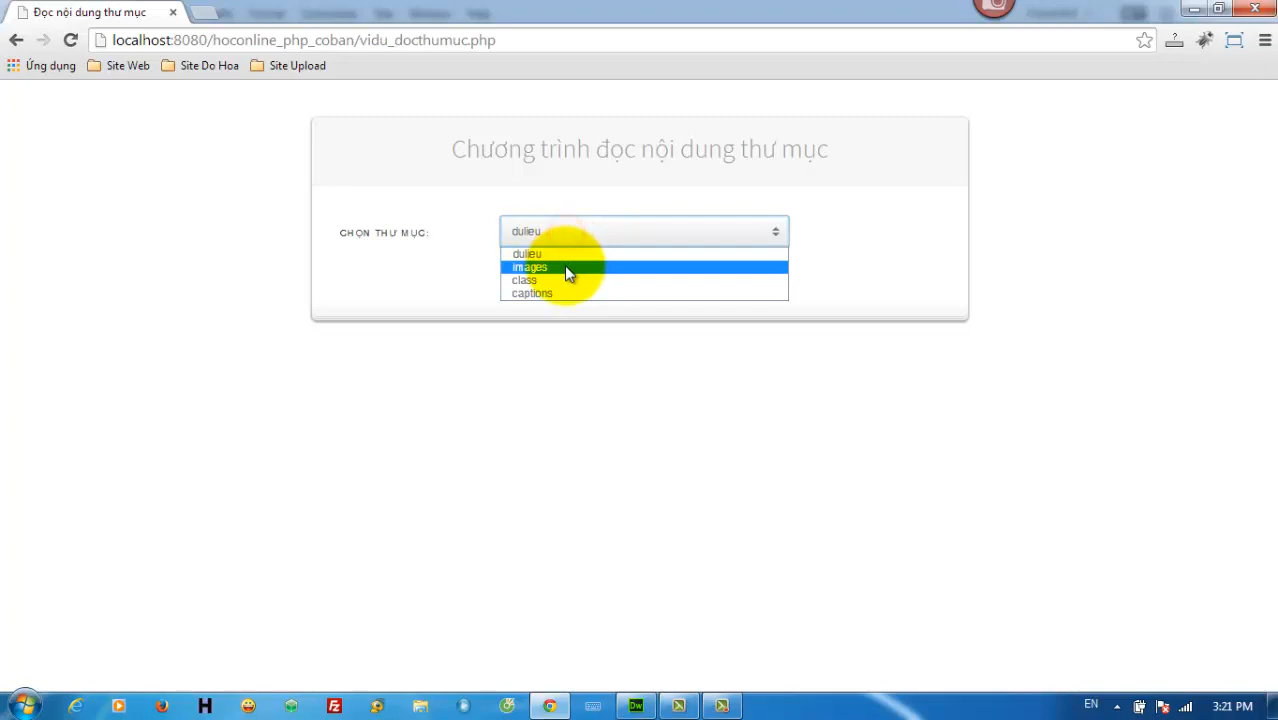 Đọc nội dung thư mục
localhost:8080/hoconline_php_coban/vidu_docthumuc.php
Ứng dụng Site Web Site Do Hoa Site Upload
Chương trình đọc nội dung thư mục
CHỌN THƯ MỤC:
dulieu
dulieu
images
class
captions
H
Fz
Dw
EN
3:21 PM